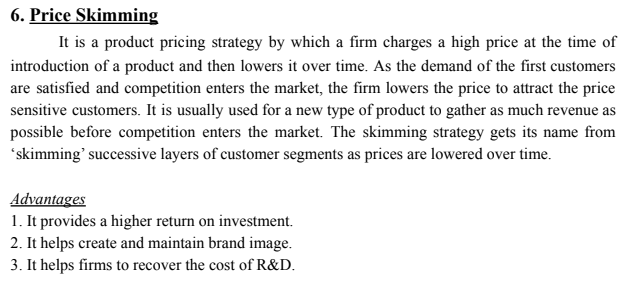 6. Price Skimming
It is a product pricing strategy by which a firm charges a high price at the time of
introduction of a product and then lowers it over time. As the demand of the first customers
are satisfied and competition enters the market, the firm lowers the price to attract the price
sensitive customers. It is usually used for a new type of product to gather as much revenue as
possible before competition enters the market. The skimming strategy gets its name from
‘skimming’ successive layers of customer segments as prices are lowered over time.
Advantages
1. It provides a higher return on investment.
2. It helps create and maintain brand image.
3. It helps firms to recover the cost of R&D.